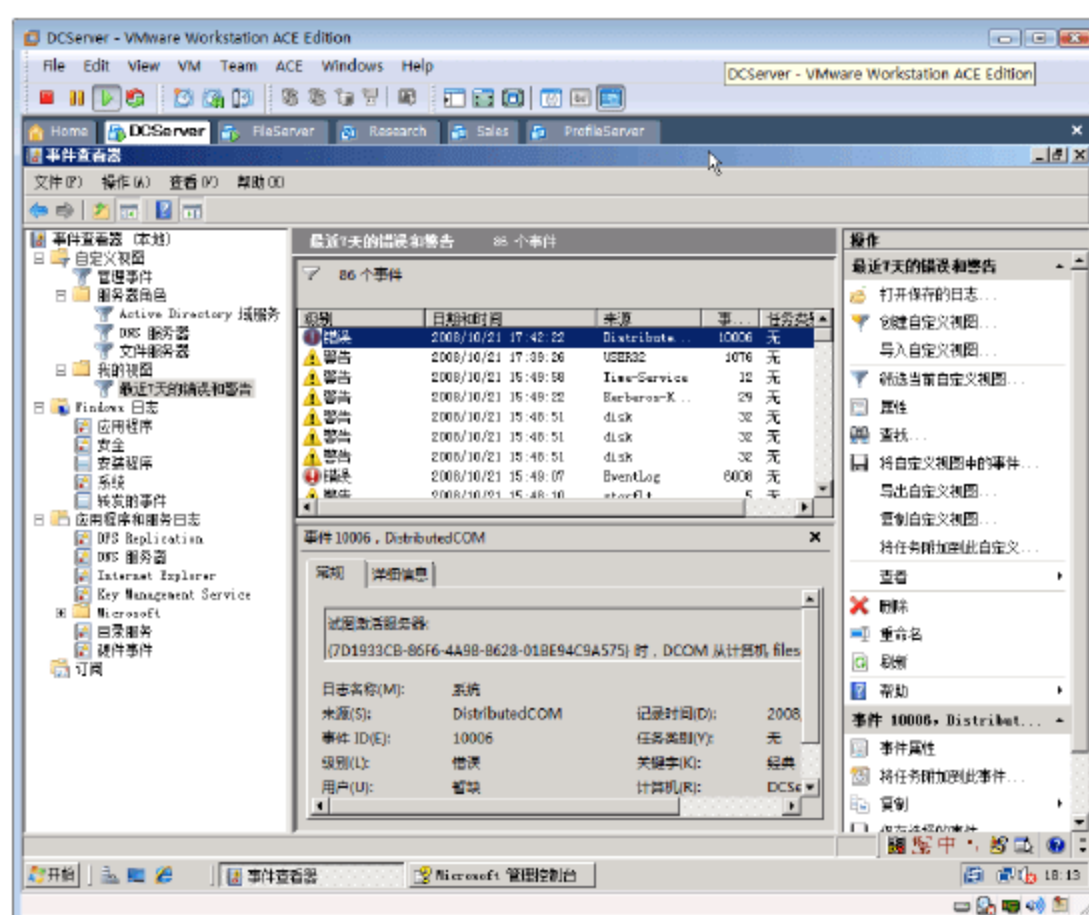 DCServer - VMware Workstation ACE Edition
File Edit View VM Team ACE Windows Help
DCServer - VMware Workstation ACE Edition
Home DCServer FileServer Research Sales ProfileServer
事件查看器
文件(F) 操作(A) 查看(V) 帮助(H)
事件查看器 (本地)
自定义视图
管理事件
服务器角色
Active Directory 域服务
DNS 服务器
文件服务器
我的视图
最近7天的错误和警告
Windows 日志
应用程序
安全
安装程序
系统
转发的事件
应用程序和服务日志
DFS Replication
DNS 服务器
Internet Explorer
Key Management Service
Microsoft
目录服务
硬件事件
订阅
最近7天的错误和警告 86 个事件
86 个事件
级别 日期和时间 来源 事... 任务类别
错误 2008/10/21 17:42:22 Distribute... 10006 无
警告 2008/10/21 17:39:26 USER32 1076 无
警告 2008/10/21 15:49:58 Time-Service 12 无
警告 2008/10/21 15:49:22 Kerberos-K... 29 无
警告 2008/10/21 15:48:51 disk 32 无
警告 2008/10/21 15:48:51 disk 32 无
警告 2008/10/21 15:48:51 disk 32 无
错误 2008/10/21 15:49:07 EventLog 6008 无
警告 2008/10/21 15:48:10 storflt 5 无
事件 10006，DistributedCOM
常规 详细信息
试图激活服务器:
{7D1933CB-86F6-4A98-8628-01BE94C9A575} 时，DCOM 从计算机 files
日志名称(M): 系统
来源(S): DistributedCOM 记录时间(D): 2008
事件 ID(E): 10006 任务类别(Y): 无
级别(L): 错误 关键字(K): 经典
用户(U): 暂缺 计算机(R): DCSe
操作
最近7天的错误和警告
打开保存的日志...
创建自定义视图...
导入自定义视图...
筛选当前自定义视图...
属性
查找...
将自定义视图中的事件...
导出自定义视图...
复制自定义视图...
将任务附加到此自定义...
查看
删除
重命名
刷新
帮助
事件 10006，Distribut...
事件属性
将任务附加到此事件...
复制
保存选择的事件
中
开始 事件查看器 Microsoft 管理控制台 18:13